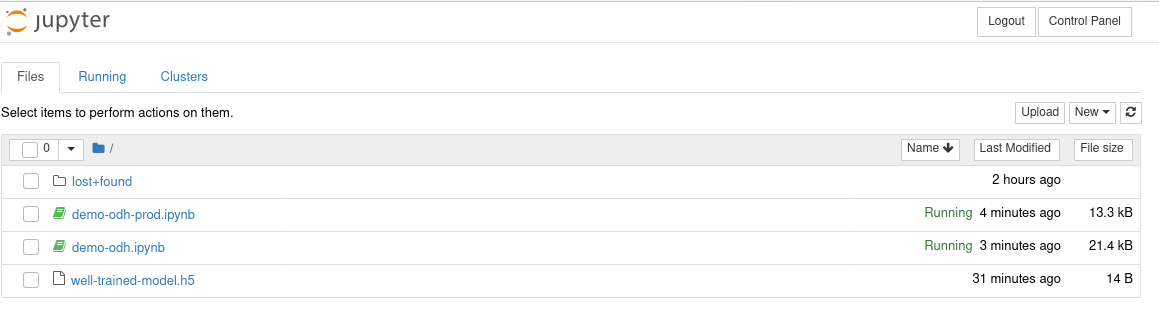 jupyter
Logout Control Panel
Files Running Clusters
Select items to perform actions on them.
Upload New
0 / Name Last Modified File size
lost+found 2 hours ago
demo-odh-prod.ipynb Running 4 minutes ago 13.3 kB
demo-odh.ipynb Running 3 minutes ago 21.4 kB
well-trained-model.h5 31 minutes ago 14 B